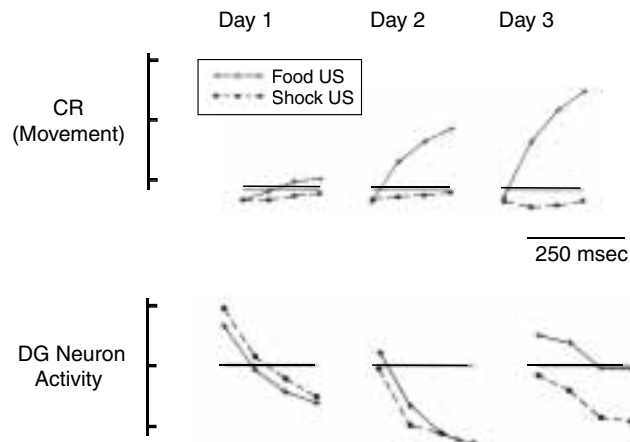 Day 1 Day 2 Day 3
Food US
Shock US
CR
(Movement)
250 msec
DG Neuron
Activity